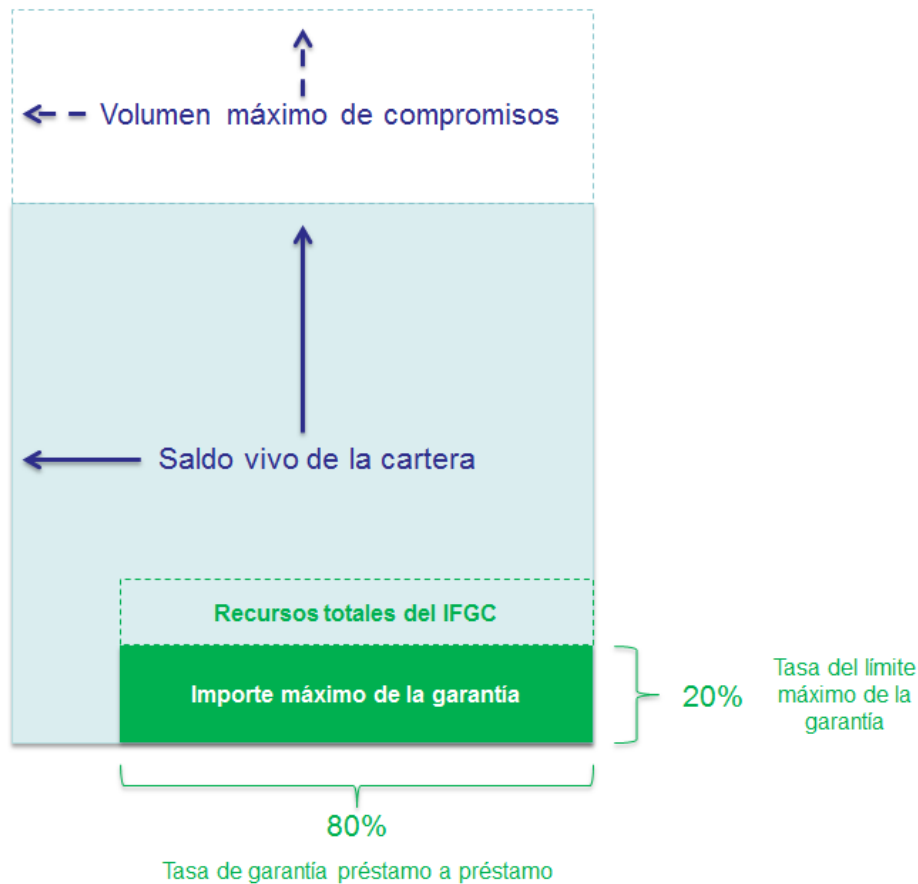 Volumen máximo de compromisos
Saldo vivo de la cartera
Recursos totales del IFGC
Importe máximo de la garantía
20%
Tasa del límite
máximo de la
garantía
80%
Tasa de garantía préstamo a préstamo